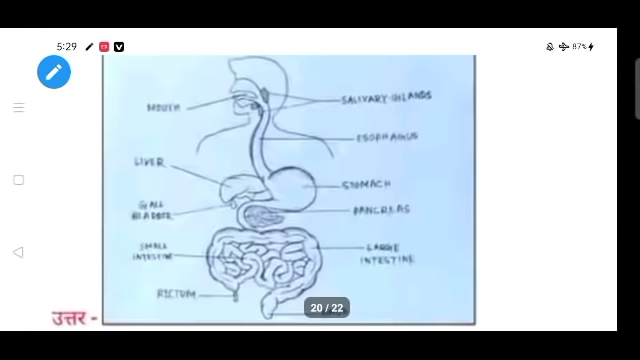 5:29
87%
MOUTH
SALIVARY GLANDS
ESOPHAGUS
LIVER
STOMACH
GALL
BLADDER
PANCREAS
SMALL
INTESTINE
LARGE
INTESTINE
RECTUM
20 / 22
उत्तर -